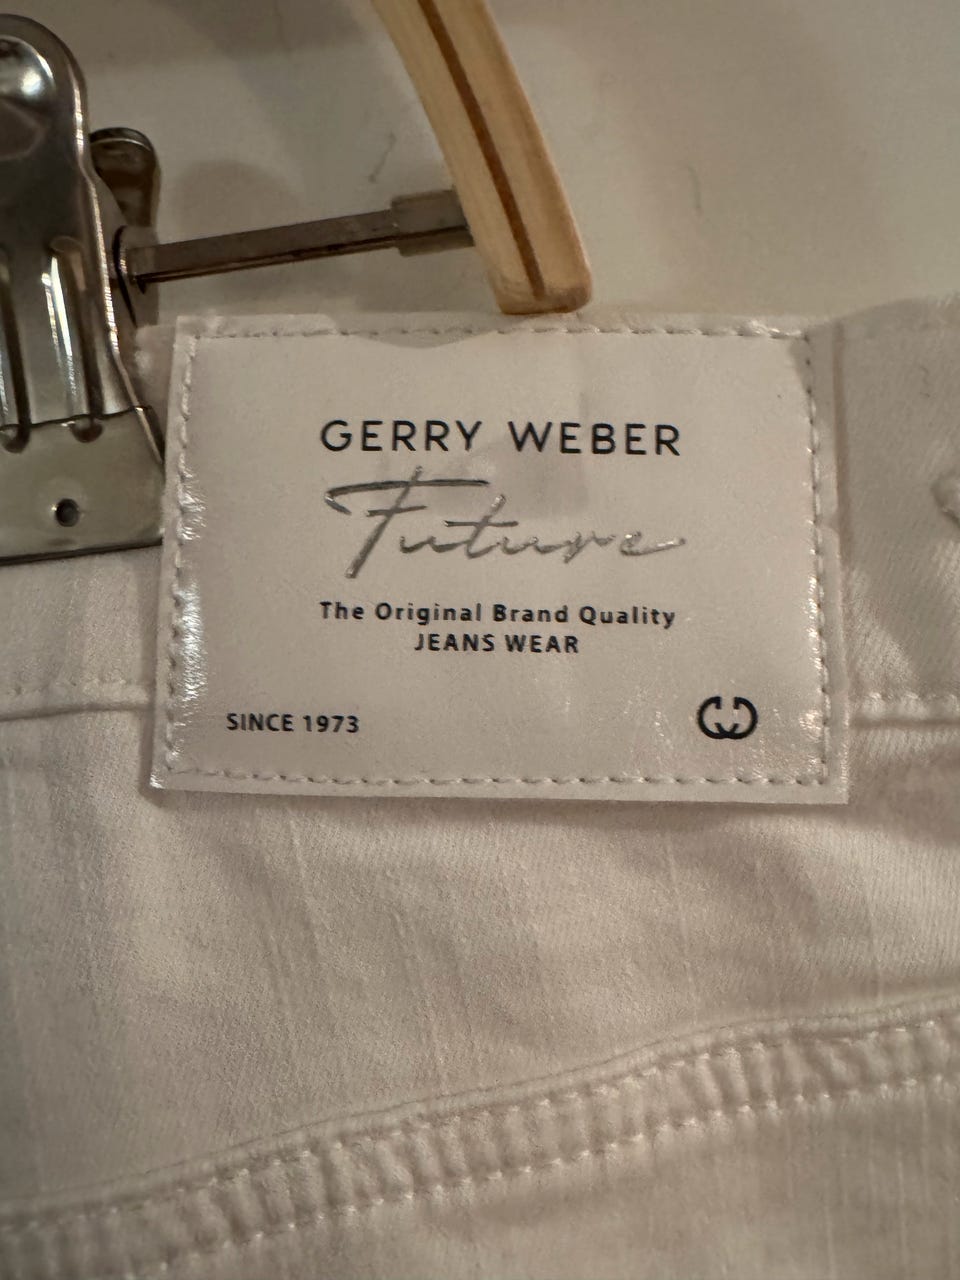 GERRY WEBER
Future
The Original Brand Quality
JEANS WEAR
SINCE 1973